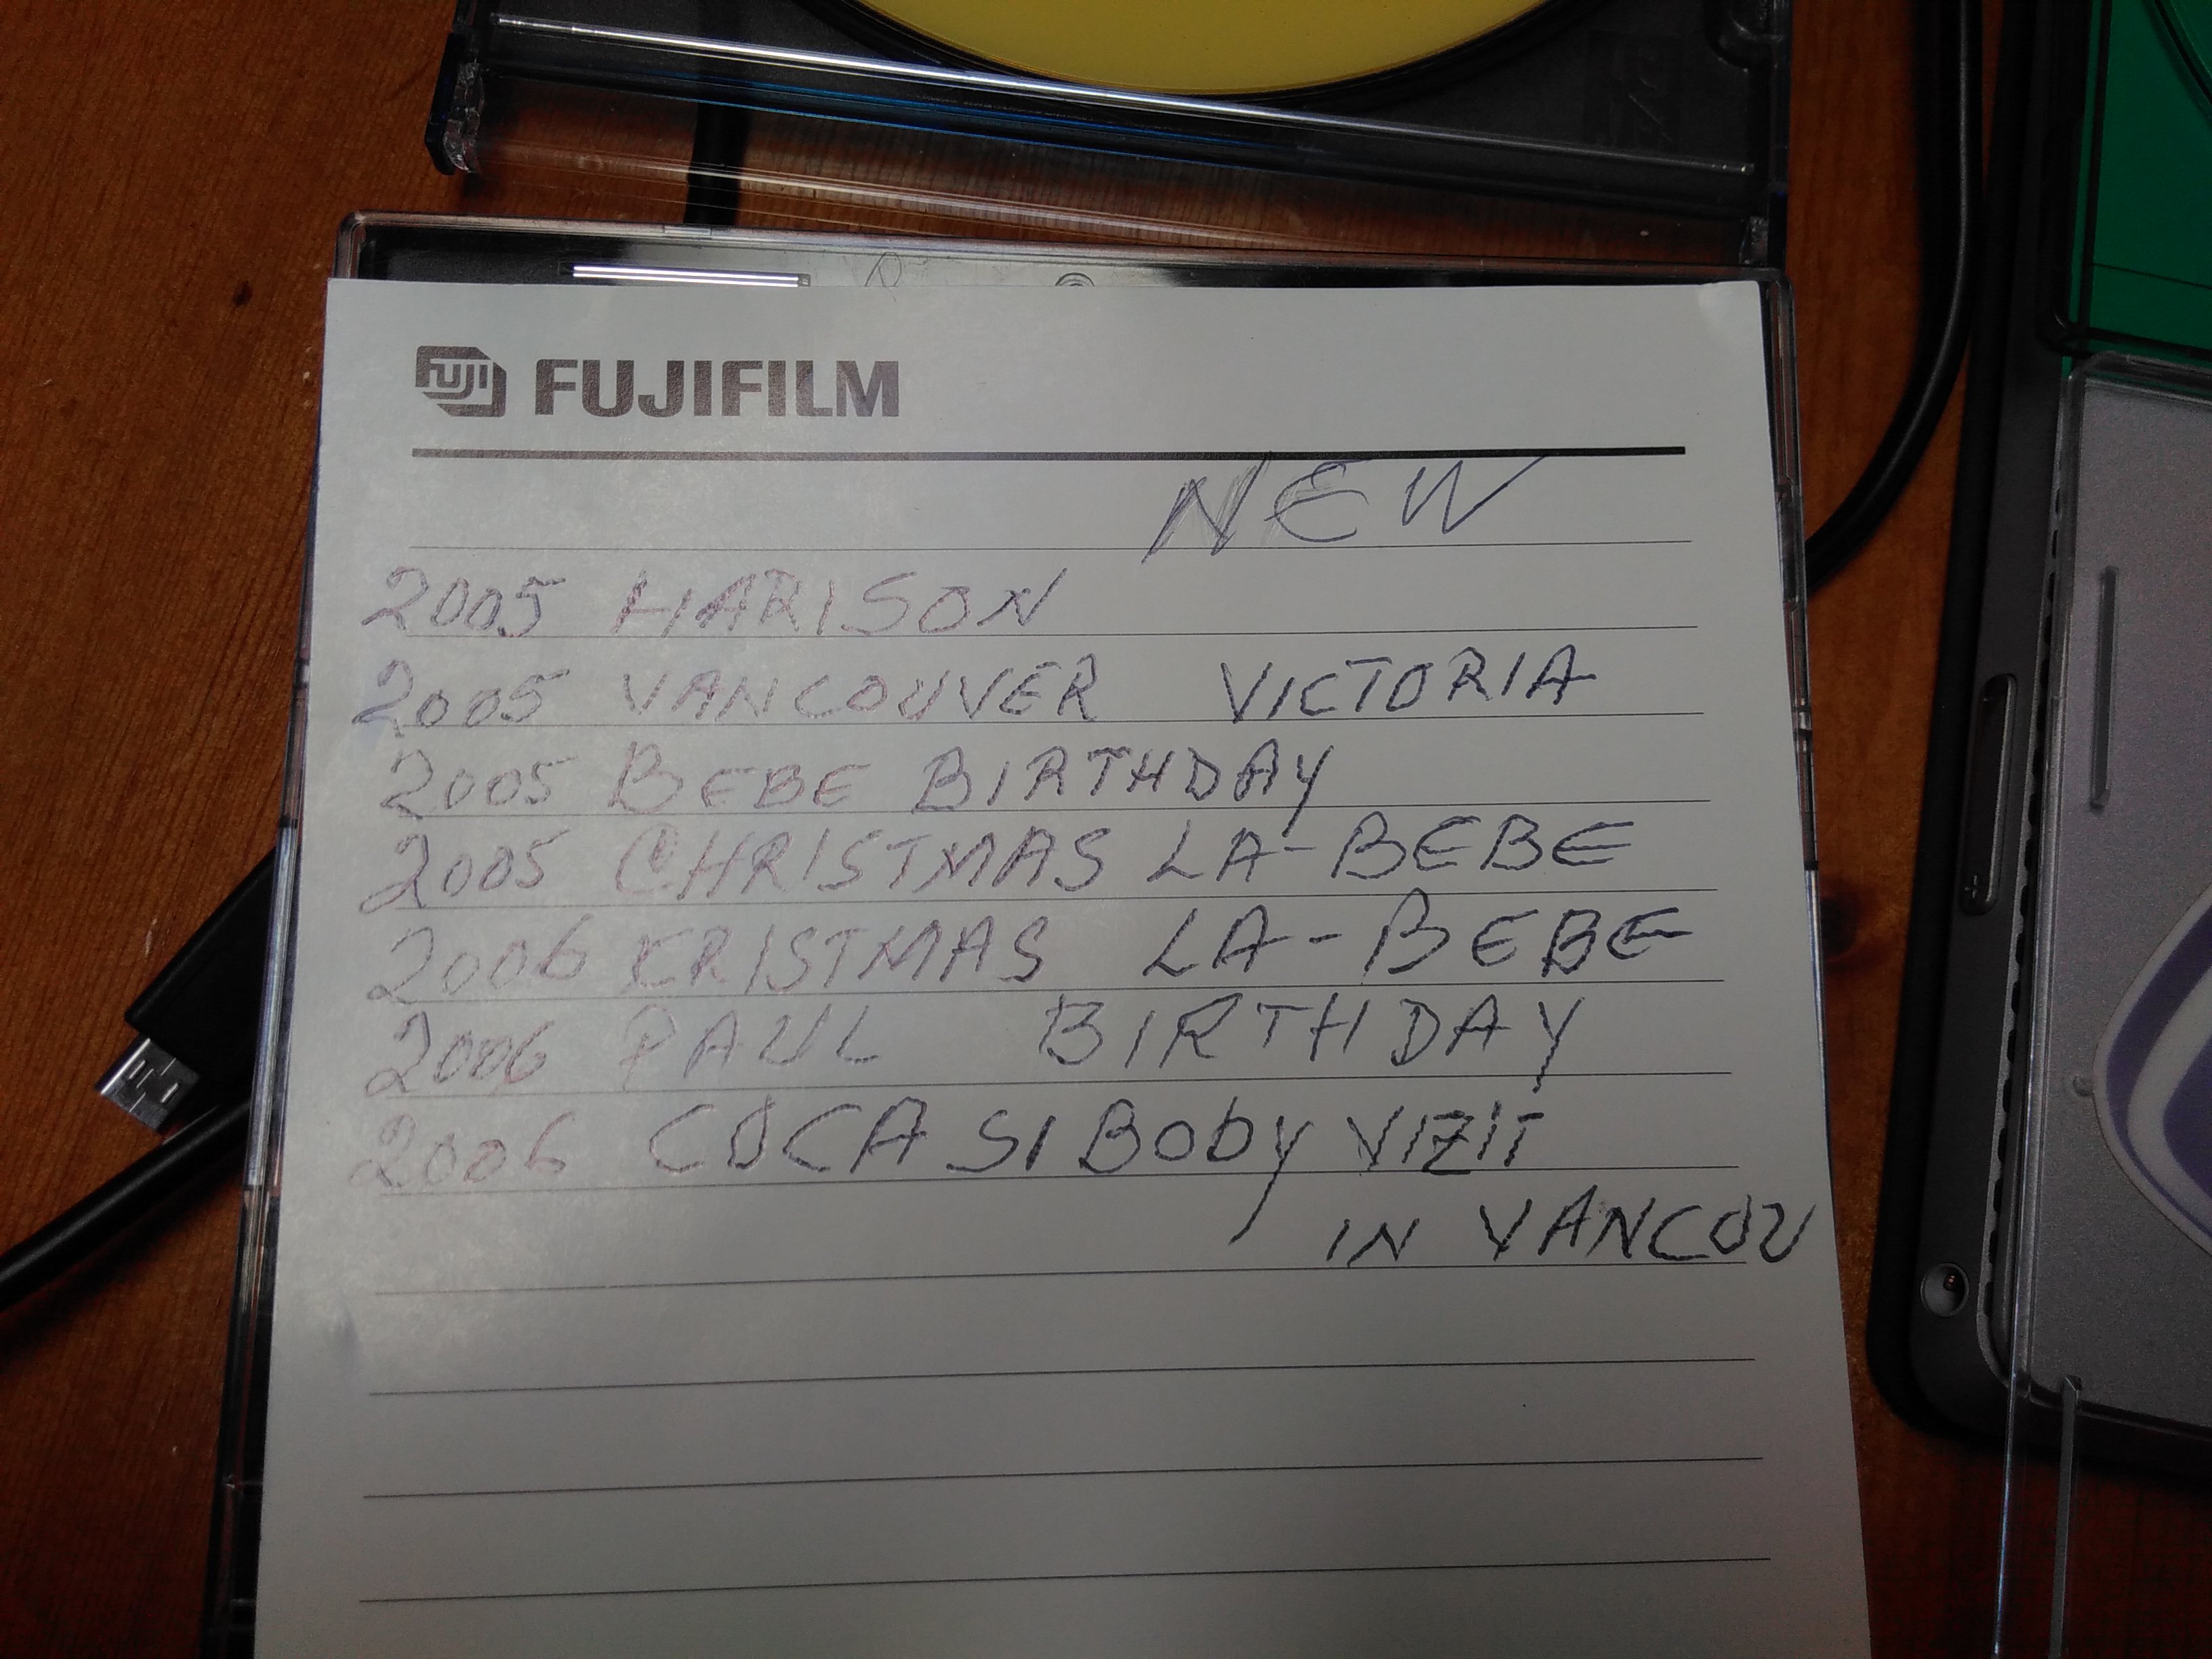 FUJI FUJIFILM
NEW
2005 HARISON
2005 VANCOUVER VICTORIA
2005 BEBE BIRTHDAY
2005 CHRISTMAS LA-BEBE
2006 CRISTMAS LA-BEBE
2006 PAUL BIRTHDAY
2006 COCA SI BOBY VIZIT
IN VANCOU